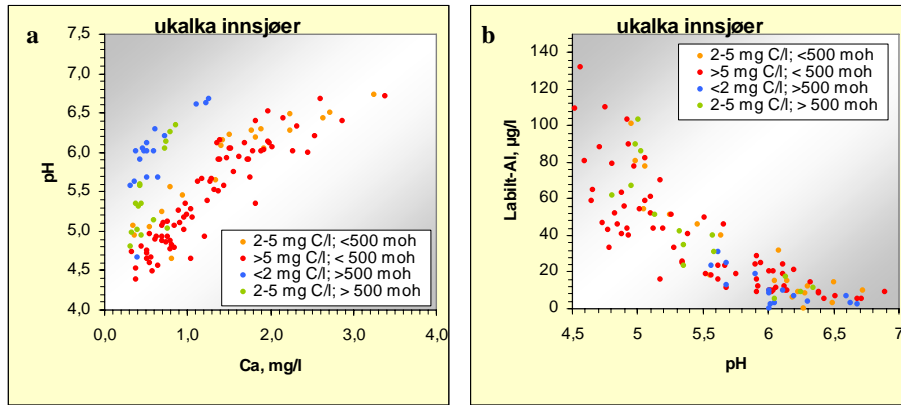 ukalka innsjøer
a
7,5
7,0
6,5
6,0
5,5
5,0
4,5
4,0
pH
0,0
1,0
2,0
3,0
4,0
Ca, mg/l
2-5 mg C/l; <500 moh
>5 mg C/l; < 500 moh
<2 mg C/l; >500 moh
2-5 mg C/l; > 500 moh
ukalka innsjøer
b
140
120
100
80
60
40
20
0
Labilt-Al, µg/l
4,5
5
5,5
6
6,5
7
pH
2-5 mg C/l; <500 moh
>5 mg C/l; < 500 moh
<2 mg C/l; >500 moh
2-5 mg C/l; > 500 moh